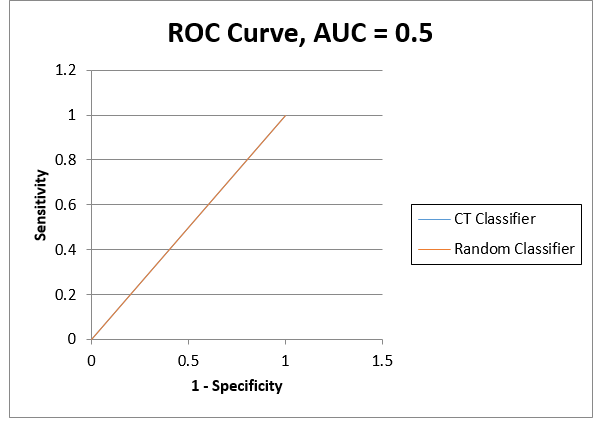 ROC Curve, AUC = 0.5
1.2
1
0.8
0.6
0.4
0.2
0
Sensitivity
0
0.5
1
1.5
1 - Specificity
CT Classifier
Random Classifier